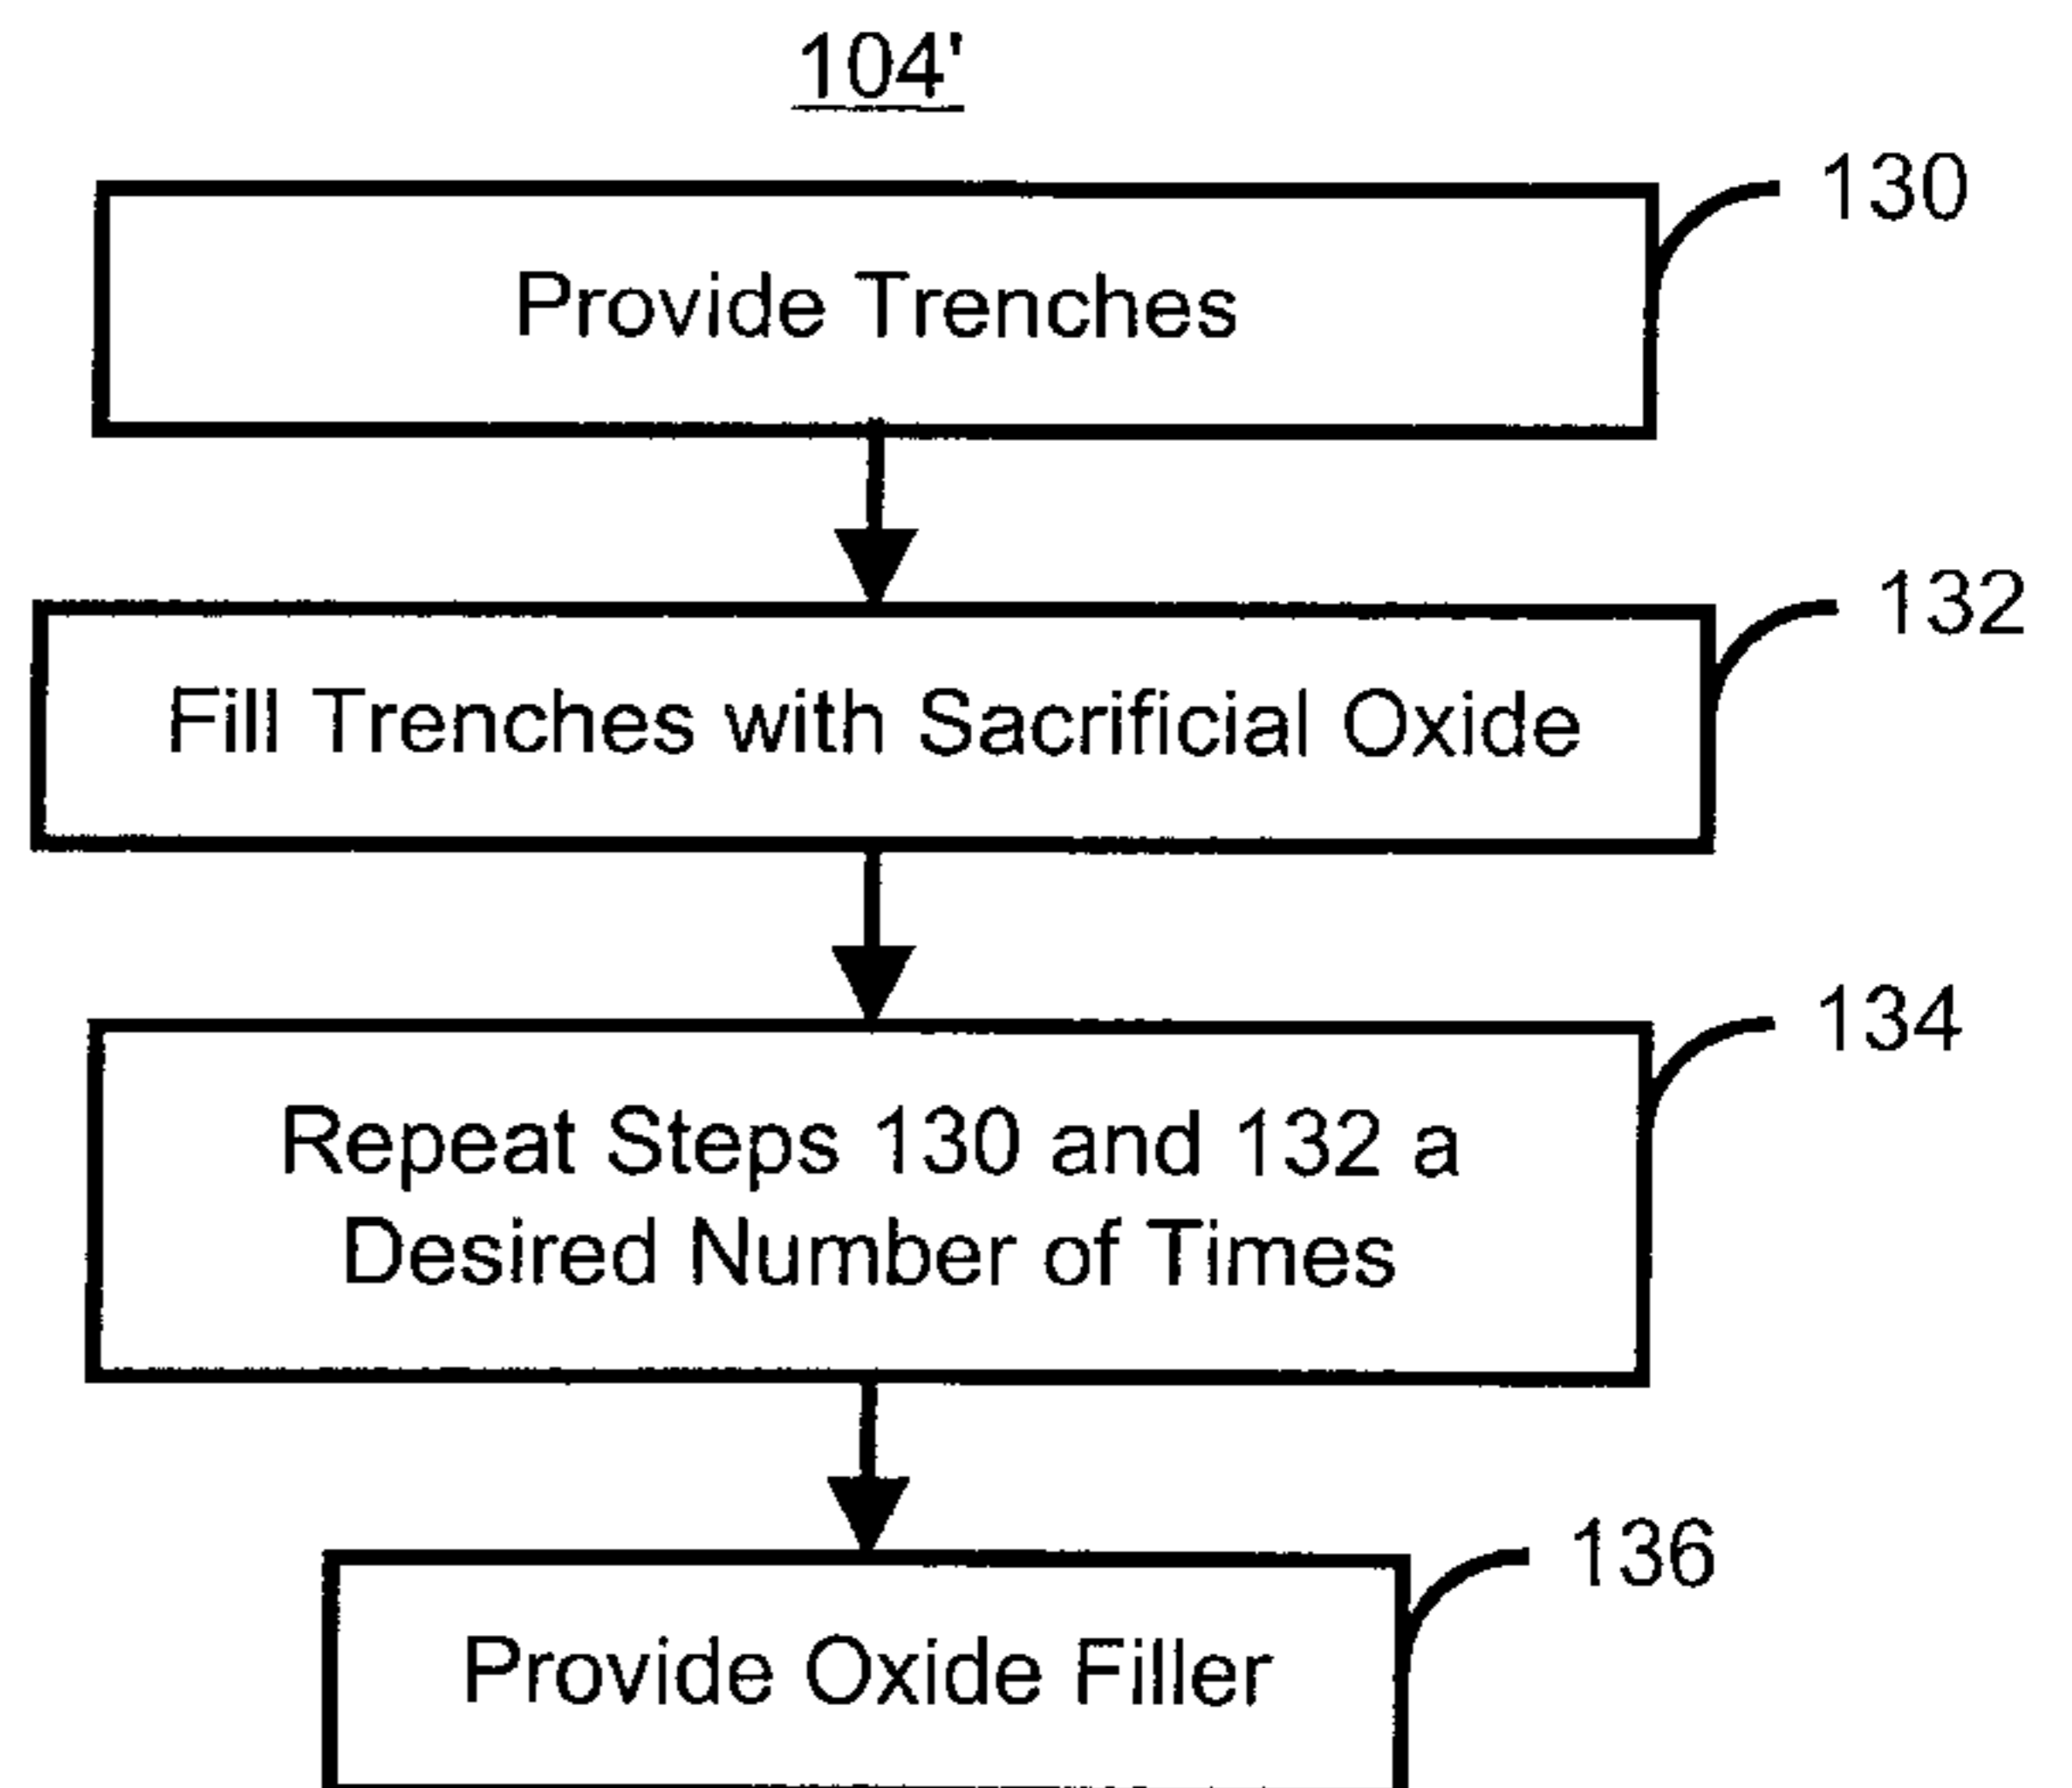 104'
130
Provide Trenches
132
Fill Trenches with Sacrificial Oxide
134
Repeat Steps 130 and 132 a
Desired Number of Times
136
Provide Oxide Filler